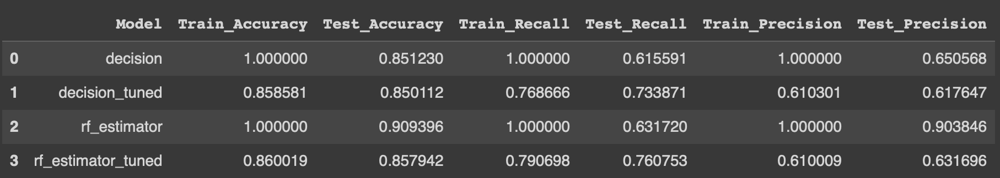 Model Train_Accuracy Test_Accuracy Train_Recall Test_Recall Train_Precision Test_Precision
0 decision 1.000000 0.851230 1.000000 0.615591 1.000000 0.650568
1 decision_tuned 0.858581 0.850112 0.768666 0.733871 0.610301 0.617647
2 rf_estimator 1.000000 0.909396 1.000000 0.631720 1.000000 0.903846
3 rf_estimator_tuned 0.860019 0.857942 0.790698 0.760753 0.610009 0.631696